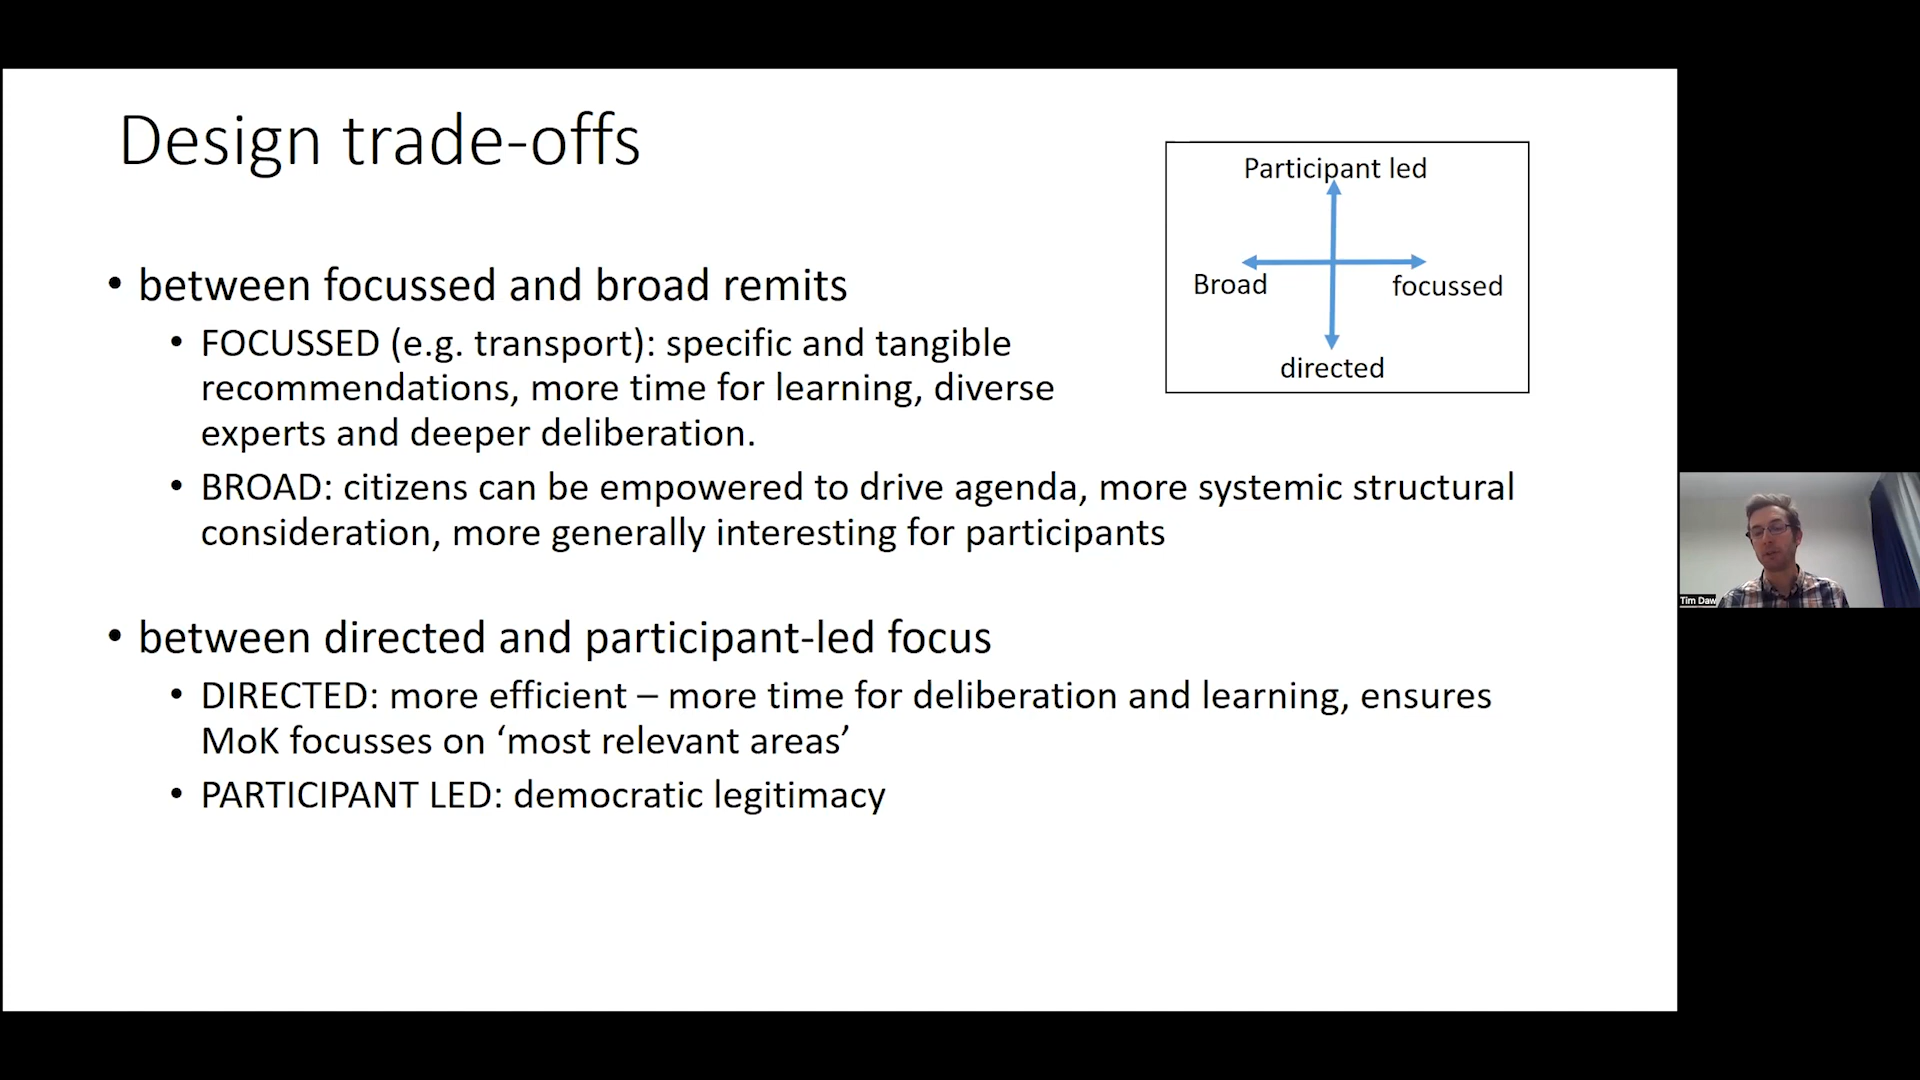 Design trade-offs
Participant led
Broad
focussed
directed
• between focussed and broad remits
• FOCUSSED (e.g. transport): specific and tangible
recommendations, more time for learning, diverse
experts and deeper deliberation.
• BROAD: citizens can be empowered to drive agenda, more systemic structural
consideration, more generally interesting for participants
• between directed and participant-led focus
• DIRECTED: more efficient – more time for deliberation and learning, ensures
MoK focusses on ‘most relevant areas’
• PARTICIPANT LED: democratic legitimacy
Tim Daw